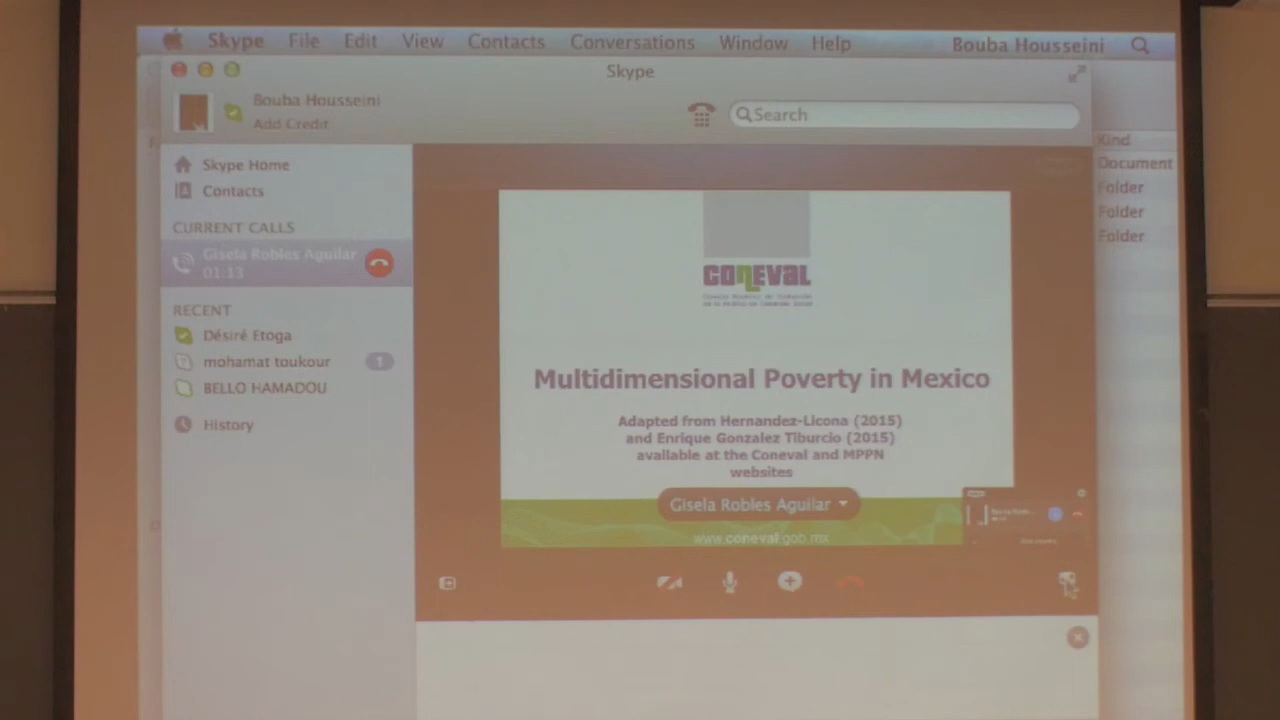 Skype File Edit View Contacts Conversations Window Help Bouba Housseini
Skype
Bouba Housseini
Add Credit
Search
Skype Home
Contacts
CURRENT CALLS
Gisela Robles Aguilar
01:13
RECENT
Désiré Etoga
mohamat toukour 1
BELLO HAMADOU
History
Kind
Document
Folder
Folder
Folder
CONEVAL
Multidimensional Poverty in Mexico
Adapted from Hernandez-Licona (2015)
and Enrique Gonzalez Tiburcio (2015)
available at the Coneval and MPPN
websites
Gisela Robles Aguilar
www.coneval.gob.mx